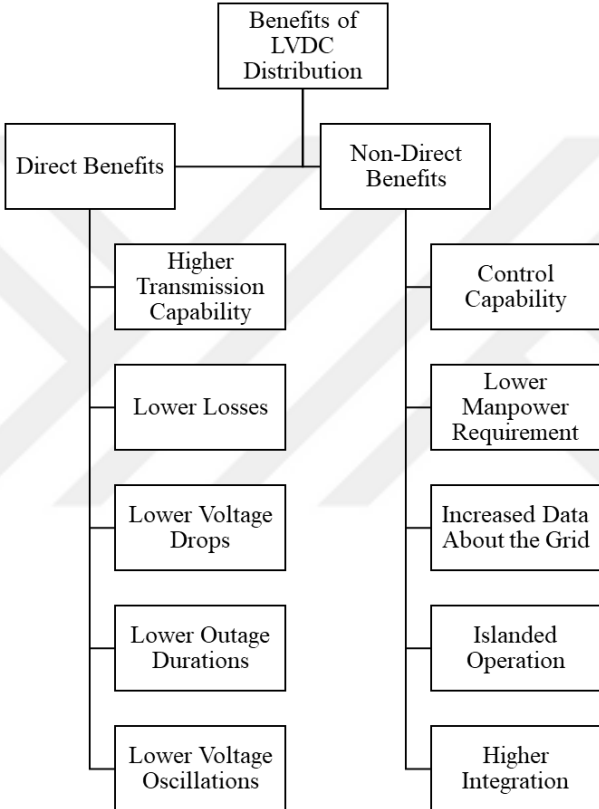 Benefits of
LVDC
Distribution
Direct Benefits
Non-Direct
Benefits
Higher
Transmission
Capability
Lower Losses
Lower Voltage
Drops
Lower Outage
Durations
Lower Voltage
Oscillations
Control
Capability
Lower
Manpower
Requirement
Increased Data
About the Grid
Islanded
Operation
Higher
Integration